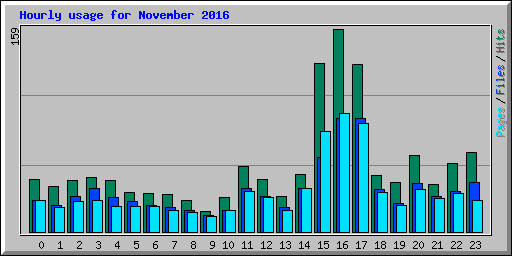 Hourly usage for November 2016
159
Pages/Files/Hits
0 1 2 3 4 5 6 7 8 9 10 11 12 13 14 15 16 17 18 19 20 21 22 23